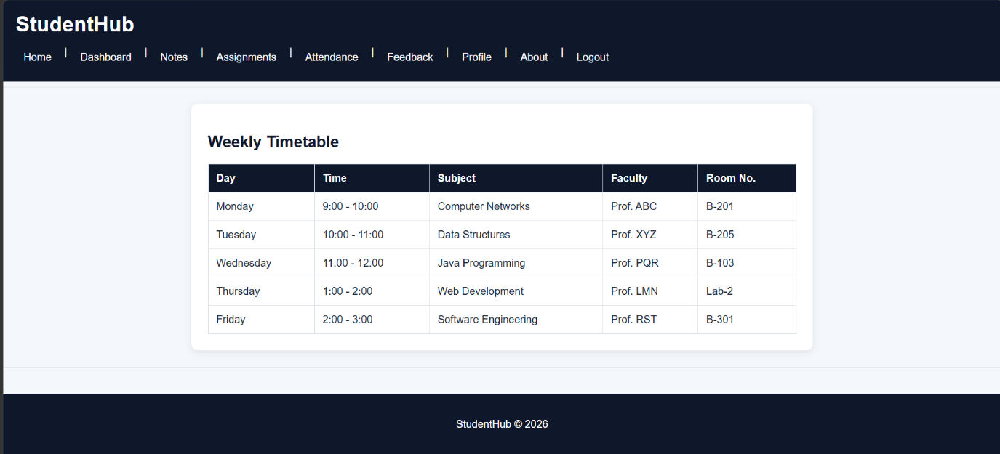 StudentHub
Home | Dashboard | Notes | Assignments | Attendance | Feedback | Profile | About | Logout
Weekly Timetable
Day Time Subject Faculty Room No.
Monday 9:00 - 10:00 Computer Networks Prof. ABC B-201
Tuesday 10:00 - 11:00 Data Structures Prof. XYZ B-205
Wednesday 11:00 - 12:00 Java Programming Prof. PQR B-103
Thursday 1:00 - 2:00 Web Development Prof. LMN Lab-2
Friday 2:00 - 3:00 Software Engineering Prof. RST B-301
StudentHub © 2026